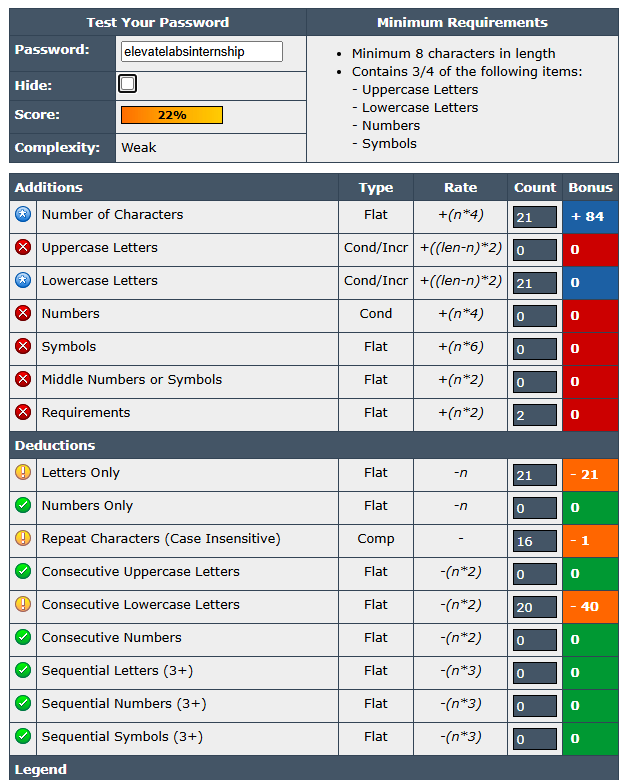 Test Your Password
Minimum Requirements
Password: elevatelabsinternship
Hide:
Score: 22%
Complexity: Weak
• Minimum 8 characters in length
• Contains 3/4 of the following items:
- Uppercase Letters
- Lowercase Letters
- Numbers
- Symbols
Additions Type Rate Count Bonus
Number of Characters Flat +(n*4) 21 + 84
Uppercase Letters Cond/Incr +((len-n)*2) 0 0
Lowercase Letters Cond/Incr +((len-n)*2) 21 0
Numbers Cond +(n*4) 0 0
Symbols Flat +(n*6) 0 0
Middle Numbers or Symbols Flat +(n*2) 0 0
Requirements Flat +(n*2) 2 0
Deductions
Letters Only Flat -n 21 - 21
Numbers Only Flat -n 0 0
Repeat Characters (Case Insensitive) Comp - 16 - 1
Consecutive Uppercase Letters Flat -(n*2) 0 0
Consecutive Lowercase Letters Flat -(n*2) 20 - 40
Consecutive Numbers Flat -(n*2) 0 0
Sequential Letters (3+) Flat -(n*3) 0 0
Sequential Numbers (3+) Flat -(n*3) 0 0
Sequential Symbols (3+) Flat -(n*3) 0 0
Legend